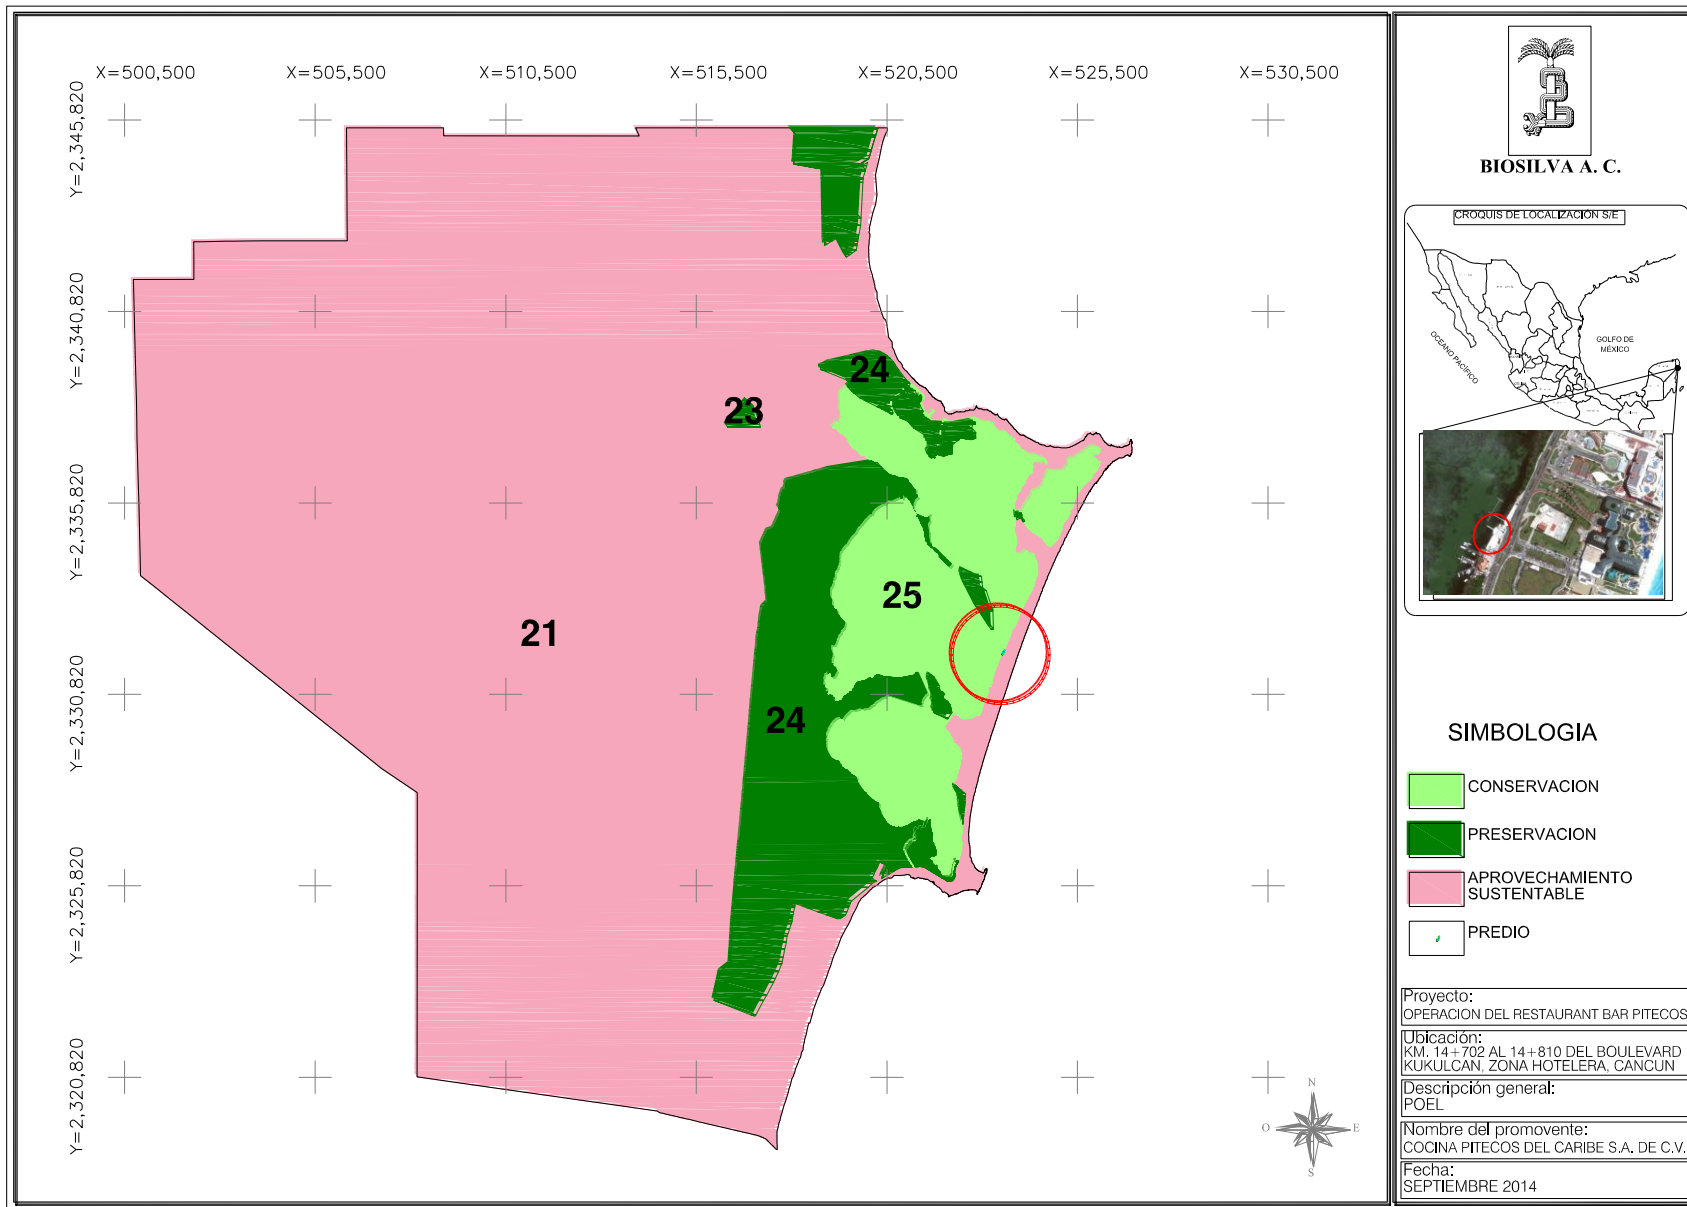 X=500,500 X=505,500 X=510,500 X=515,500 X=520,500 X=525,500 X=530,500
Y=2,345,820
Y=2,340,820
Y=2,335,820
Y=2,330,820
Y=2,325,820
Y=2,320,820
24
23
25
21
24
N
O E
S
BIOSILVA A. C.
CROQUIS DE LOCALIZACIÓN S/E
GOLFO DE
MÉXICO
OCEANO PACÍFICO
SIMBOLOGIA
CONSERVACION
PRESERVACION
APROVECHAMIENTO
SUSTENTABLE
PREDIO
Proyecto:
OPERACION DEL RESTAURANT BAR PITECOS
Ubicación:
KM. 14+702 AL 14+810 DEL BOULEVARD
KUKULCAN, ZONA HOTELERA, CANCUN
Descripción general:
POEL
Nombre del promovente:
COCINA PITECOS DEL CARIBE S.A. DE C.V.
Fecha:
SEPTIEMBRE 2014